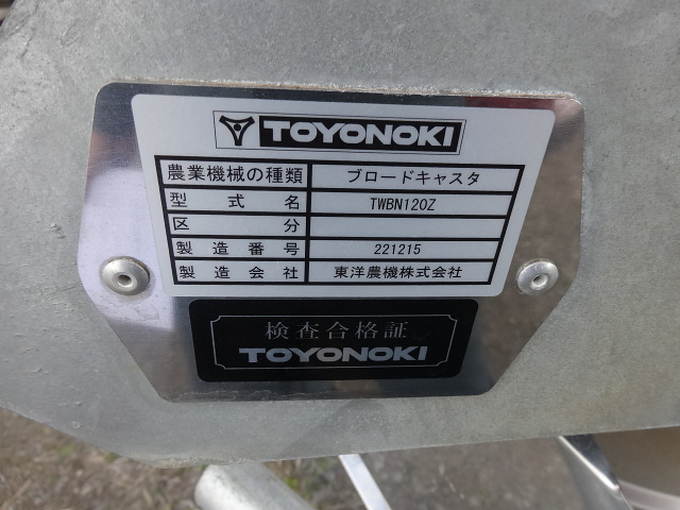 TOYONOKI
農業機械の種類 ブロードキャスタ
型式名 TWBN120Z
区分
製造番号 221215
製造会社 東洋農機株式会社
検査合格証
TOYONOKI